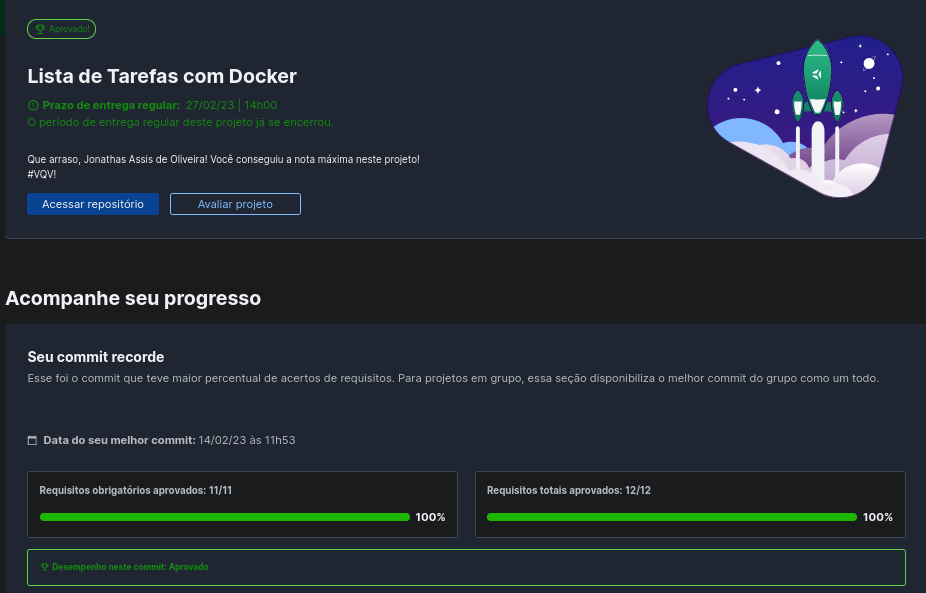 Aprovado!
Lista de Tarefas com Docker
Prazo de entrega regular: 27/02/23 | 14h00
O período de entrega regular deste projeto já se encerrou.
Que arraso, Jonathas Assis de Oliveira! Você conseguiu a nota máxima neste projeto!
#VQV!
Acessar repositório
Avaliar projeto
Acompanhe seu progresso
Seu commit recorde
Esse foi o commit que teve maior percentual de acertos de requisitos. Para projetos em grupo, essa seção disponibiliza o melhor commit do grupo como um todo.
Data do seu melhor commit: 14/02/23 às 11h53
Requisitos obrigatórios aprovados: 11/11
100%
Requisitos totais aprovados: 12/12
100%
Desempenho neste commit: Aprovado